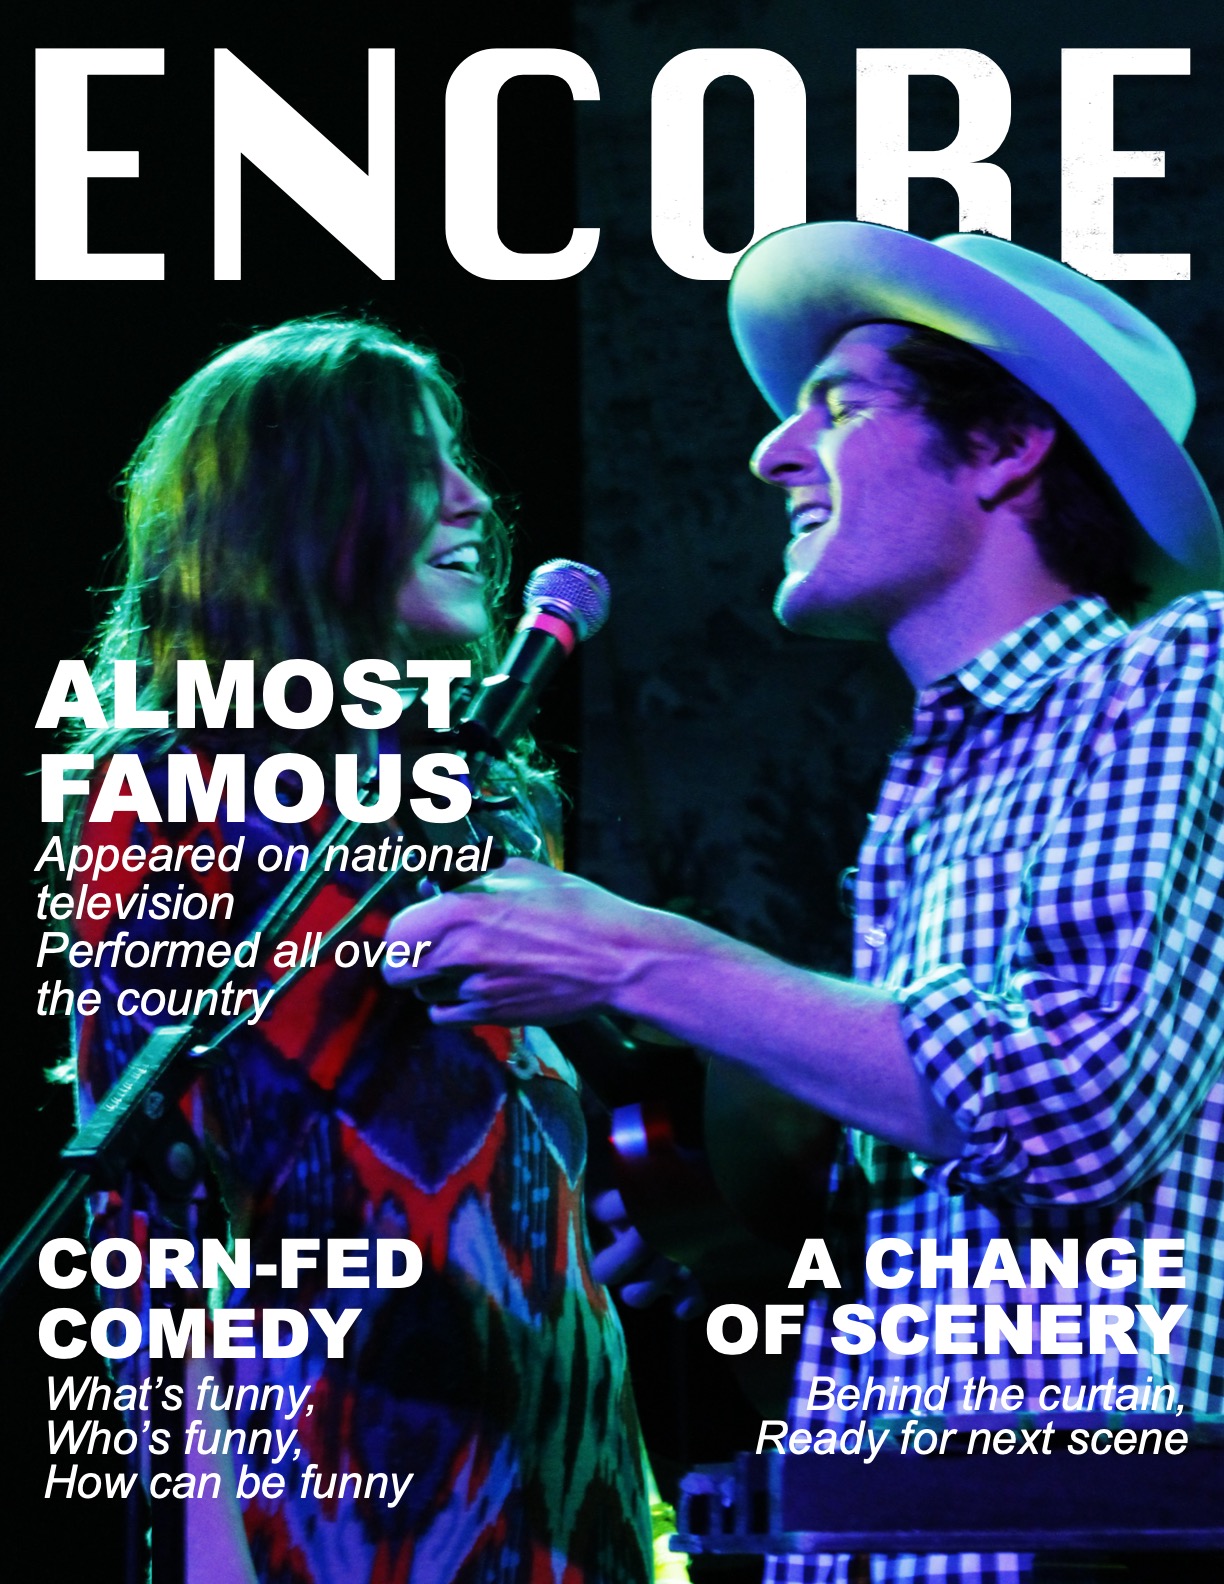 ENCORE
ALMOST
FAMOUS
Appeared on national
television
Performed all over
the country
CORN-FED
COMEDY
What's funny,
Who's funny,
How can be funny
A CHANGE
OF SCENERY
Behind the curtain,
Ready for next scene